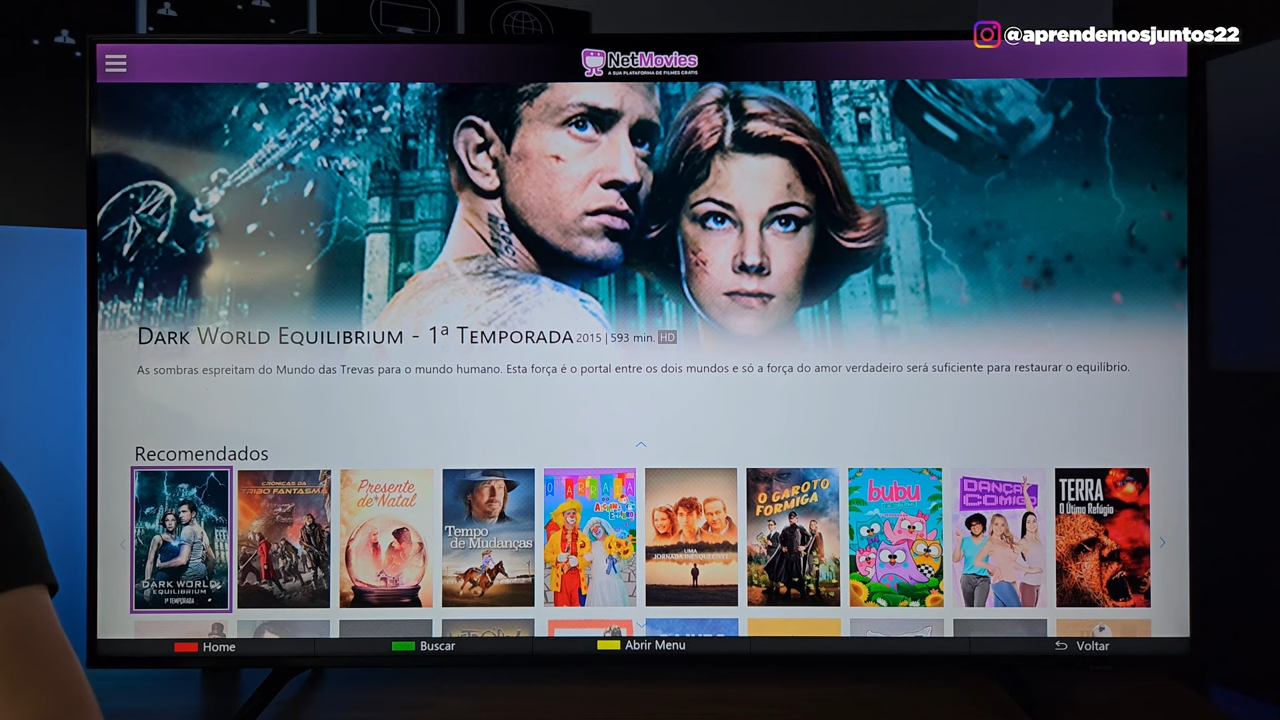 @aprendemosjuntos22
NetMovies
A SUA PLATAFORMA DE FILMES GRÁTIS
DARK WORLD EQUILIBRIUM - 1ª TEMPORADA 2015 | 593 min. HD
As sombras espreitam do Mundo das Trevas para o mundo humano. Esta força é o portal entre os dois mundos e só a força do amor verdadeiro será suficiente para restaurar o equilíbrio.
Recomendados
DARK WORLD
EQUILIBRIUM
1ª TEMPORADA
CRÔNICAS DA
TRIBO FANTASMA
Presente
de Natal
Tempo
de Mudanças
UMA
JORNADA INESQUECÍVEL
O GAROTO
FORMIGA
bubu
DANÇA
COMIGO
TERRA
O Último Refúgio
Home
Buscar
Abrir Menu
Voltar